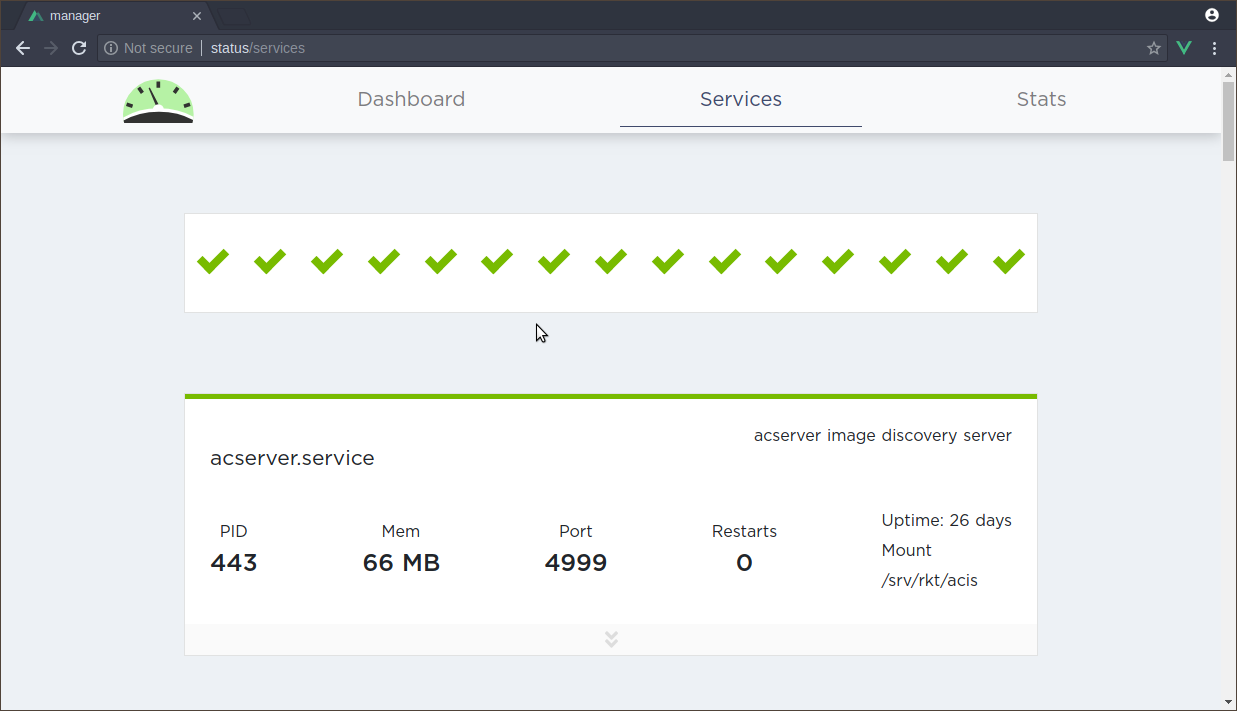 manager
Not secure status/services
Dashboard Services Stats
acserver image discovery server
acserver.service
PID Mem Port Restarts
443 66 MB 4999 0
Uptime: 26 days
Mount
/srv/rkt/acis